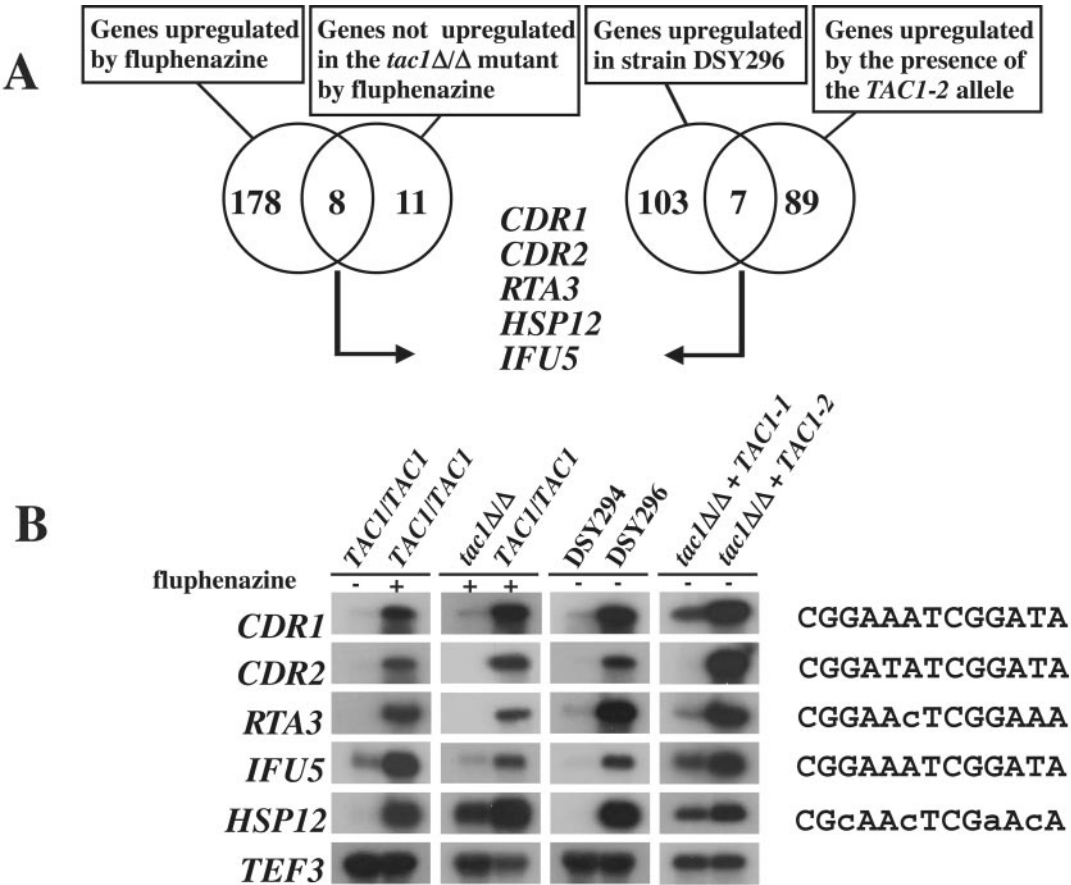 A
Genes upregulated
by fluphenazine
Genes not upregulated
in the tac1Δ/Δ mutant
by fluphenazine
Genes upregulated
in strain DSY296
Genes upregulated
by the presence of
the TAC1-2 allele
178 8 11
103 7 89
CDR1
CDR2
RTA3
HSP12
IFU5
B
TAC1/TAC1
TAC1/TAC1
tac1Δ/Δ
TAC1/TAC1
DSY294
DSY296
tac1Δ/Δ + TAC1-1
tac1Δ/Δ + TAC1-2
fluphenazine - + + + - - - -
CDR1 CGGAAATCGGATA
CDR2 CGGATATCGGATA
RTA3 CGGAAcTCGGAAA
IFU5 CGGAAATCGGATA
HSP12 CGcAAcTCGaAcA
TEF3